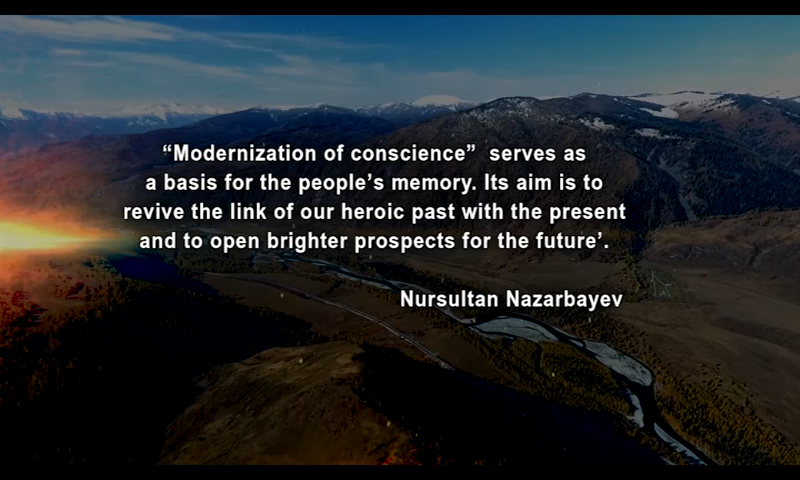 “Modernization of conscience”  serves as
a basis for the people’s memory. Its aim is to
revive the link of our heroic past with the present
and to open brighter prospects for the future’.
Nursultan Nazarbayev